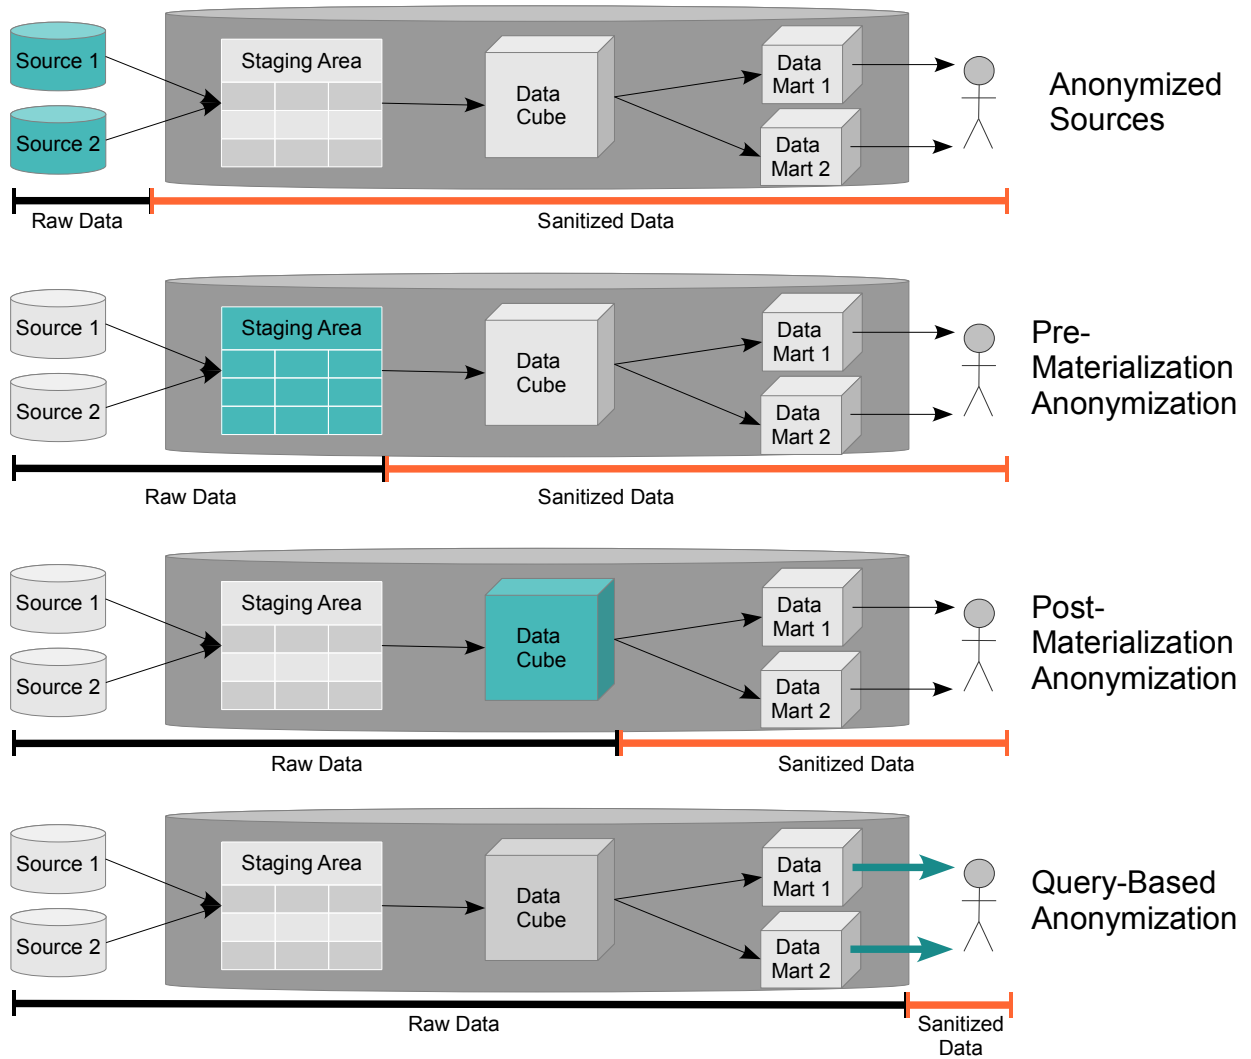 Source 1
Source 2
Staging Area
Data
Cube
Data
Mart 1
Data
Mart 2
Anonymized
Sources
Raw Data
Sanitized Data
Source 1
Source 2
Staging Area
Data
Cube
Data
Mart 1
Data
Mart 2
Pre-
Materialization
Anonymization
Raw Data
Sanitized Data
Source 1
Source 2
Staging Area
Data
Cube
Data
Mart 1
Data
Mart 2
Post-
Materialization
Anonymization
Raw Data
Sanitized Data
Source 1
Source 2
Staging Area
Data
Cube
Data
Mart 1
Data
Mart 2
Query-Based
Anonymization
Raw Data
Sanitized
Data